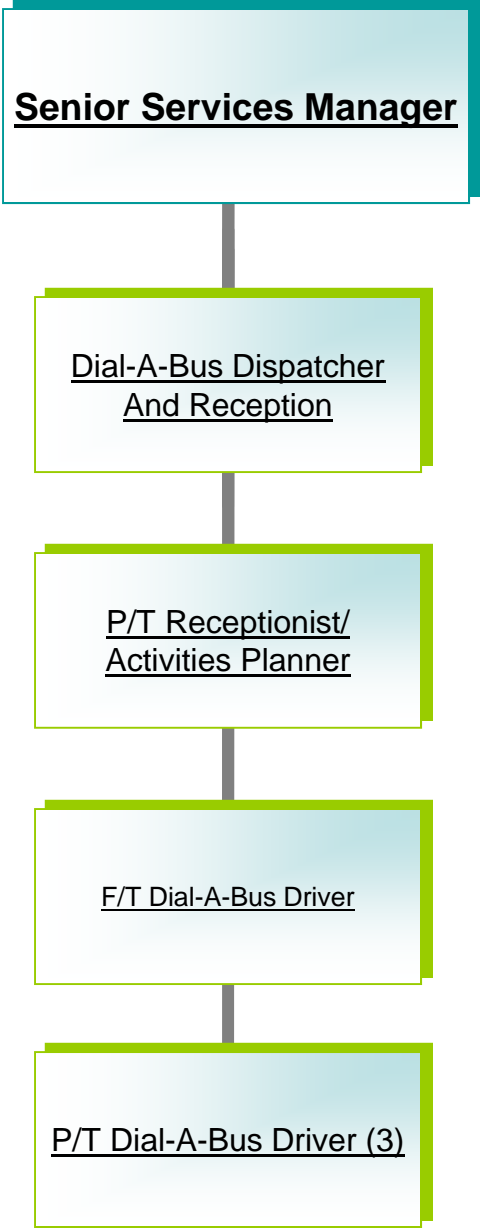 Senior Services Manager
Dial-A-Bus Dispatcher
And Reception
P/T Receptionist/
Activities Planner
F/T Dial-A-Bus Driver
P/T Dial-A-Bus Driver (3)